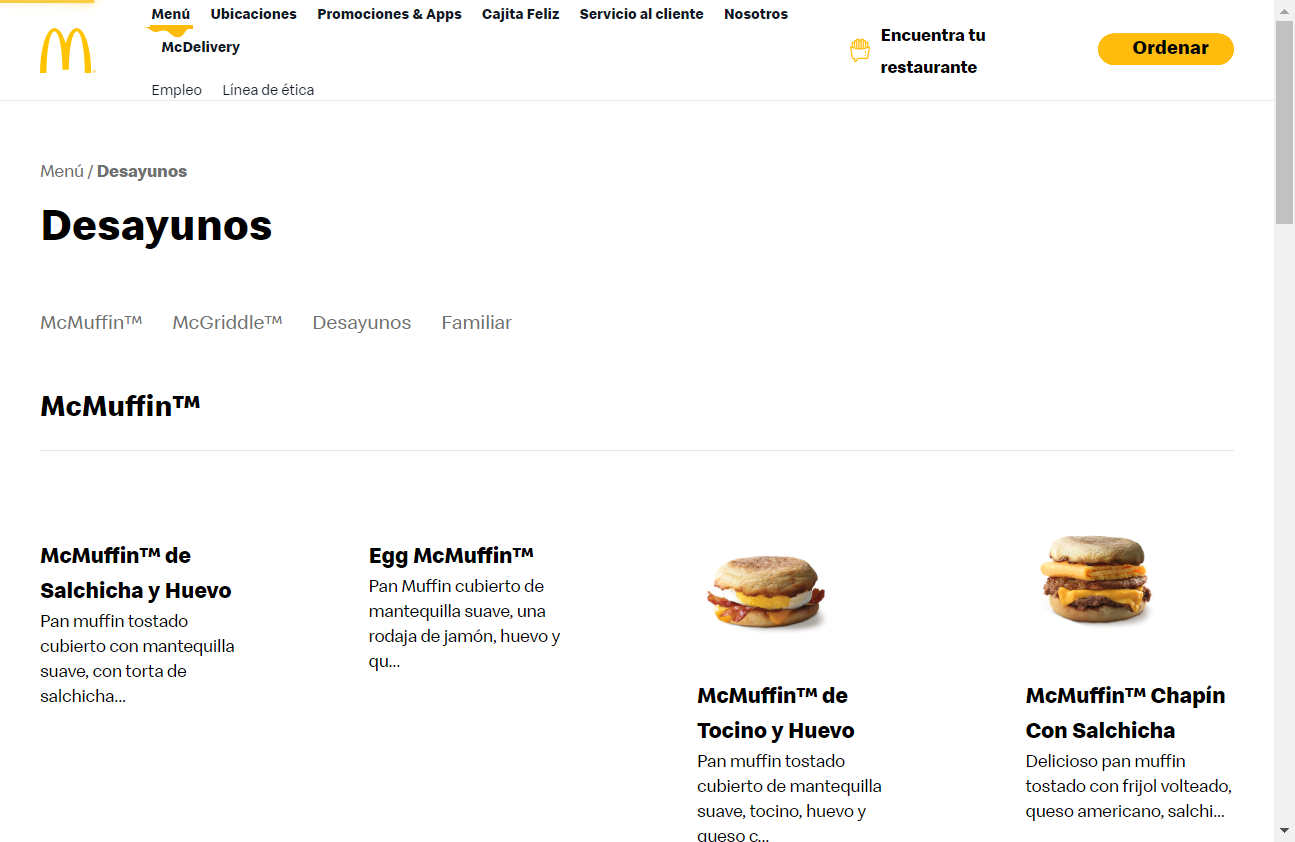 Menú Ubicaciones Promociones & Apps Cajita Feliz Servicio al cliente Nosotros
McDelivery
Empleo Línea de ética
Encuentra tu
restaurante
Ordenar
Menú / Desayunos
Desayunos
McMuffin™ McGriddle™ Desayunos Familiar
McMuffin™
McMuffin™ de
Salchicha y Huevo
Pan muffin tostado
cubierto con mantequilla
suave, con torta de
salchicha...
Egg McMuffin™
Pan Muffin cubierto de
mantequilla suave, una
rodaja de jamón, huevo y
qu...
McMuffin™ de
Tocino y Huevo
Pan muffin tostado
cubierto de mantequilla
suave, tocino, huevo y
queso c...
McMuffin™ Chapín
Con Salchicha
Delicioso pan muffin
tostado con frijol volteado,
queso americano, salchi...